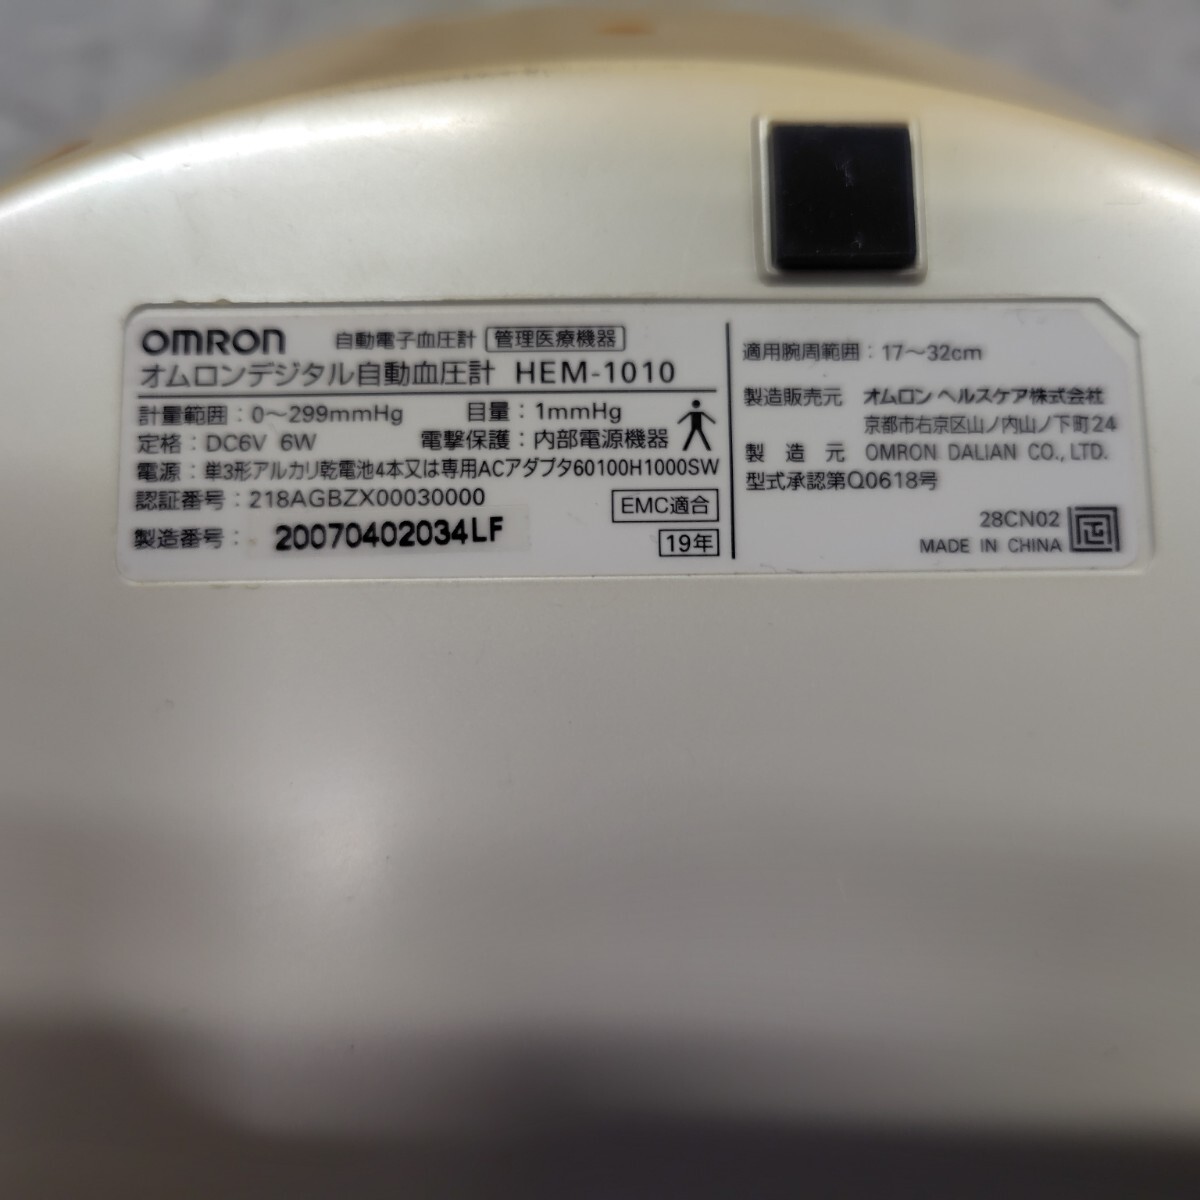 OMRON 自動電子血圧計 管理医療機器
オムロンデジタル自動血圧計 HEM-1010
計量範囲：0～299mmHg 目量：1mmHg
定格：DC6V 6W 電撃保護：内部電源機器
電源：単3形アルカリ乾電池4本又は専用ACアダプタ60100H1000SW
認証番号：218AGBZX00030000
EMC適合
製造番号： 20070402034LF
19年
適用腕周範囲：17～32cm
製造販売元 オムロン ヘルスケア株式会社
京都市右京区山ノ内山ノ下町24
製造元 OMRON DALIAN CO., LTD.
型式承認第Q0618号
28CN02
MADE IN CHINA 正